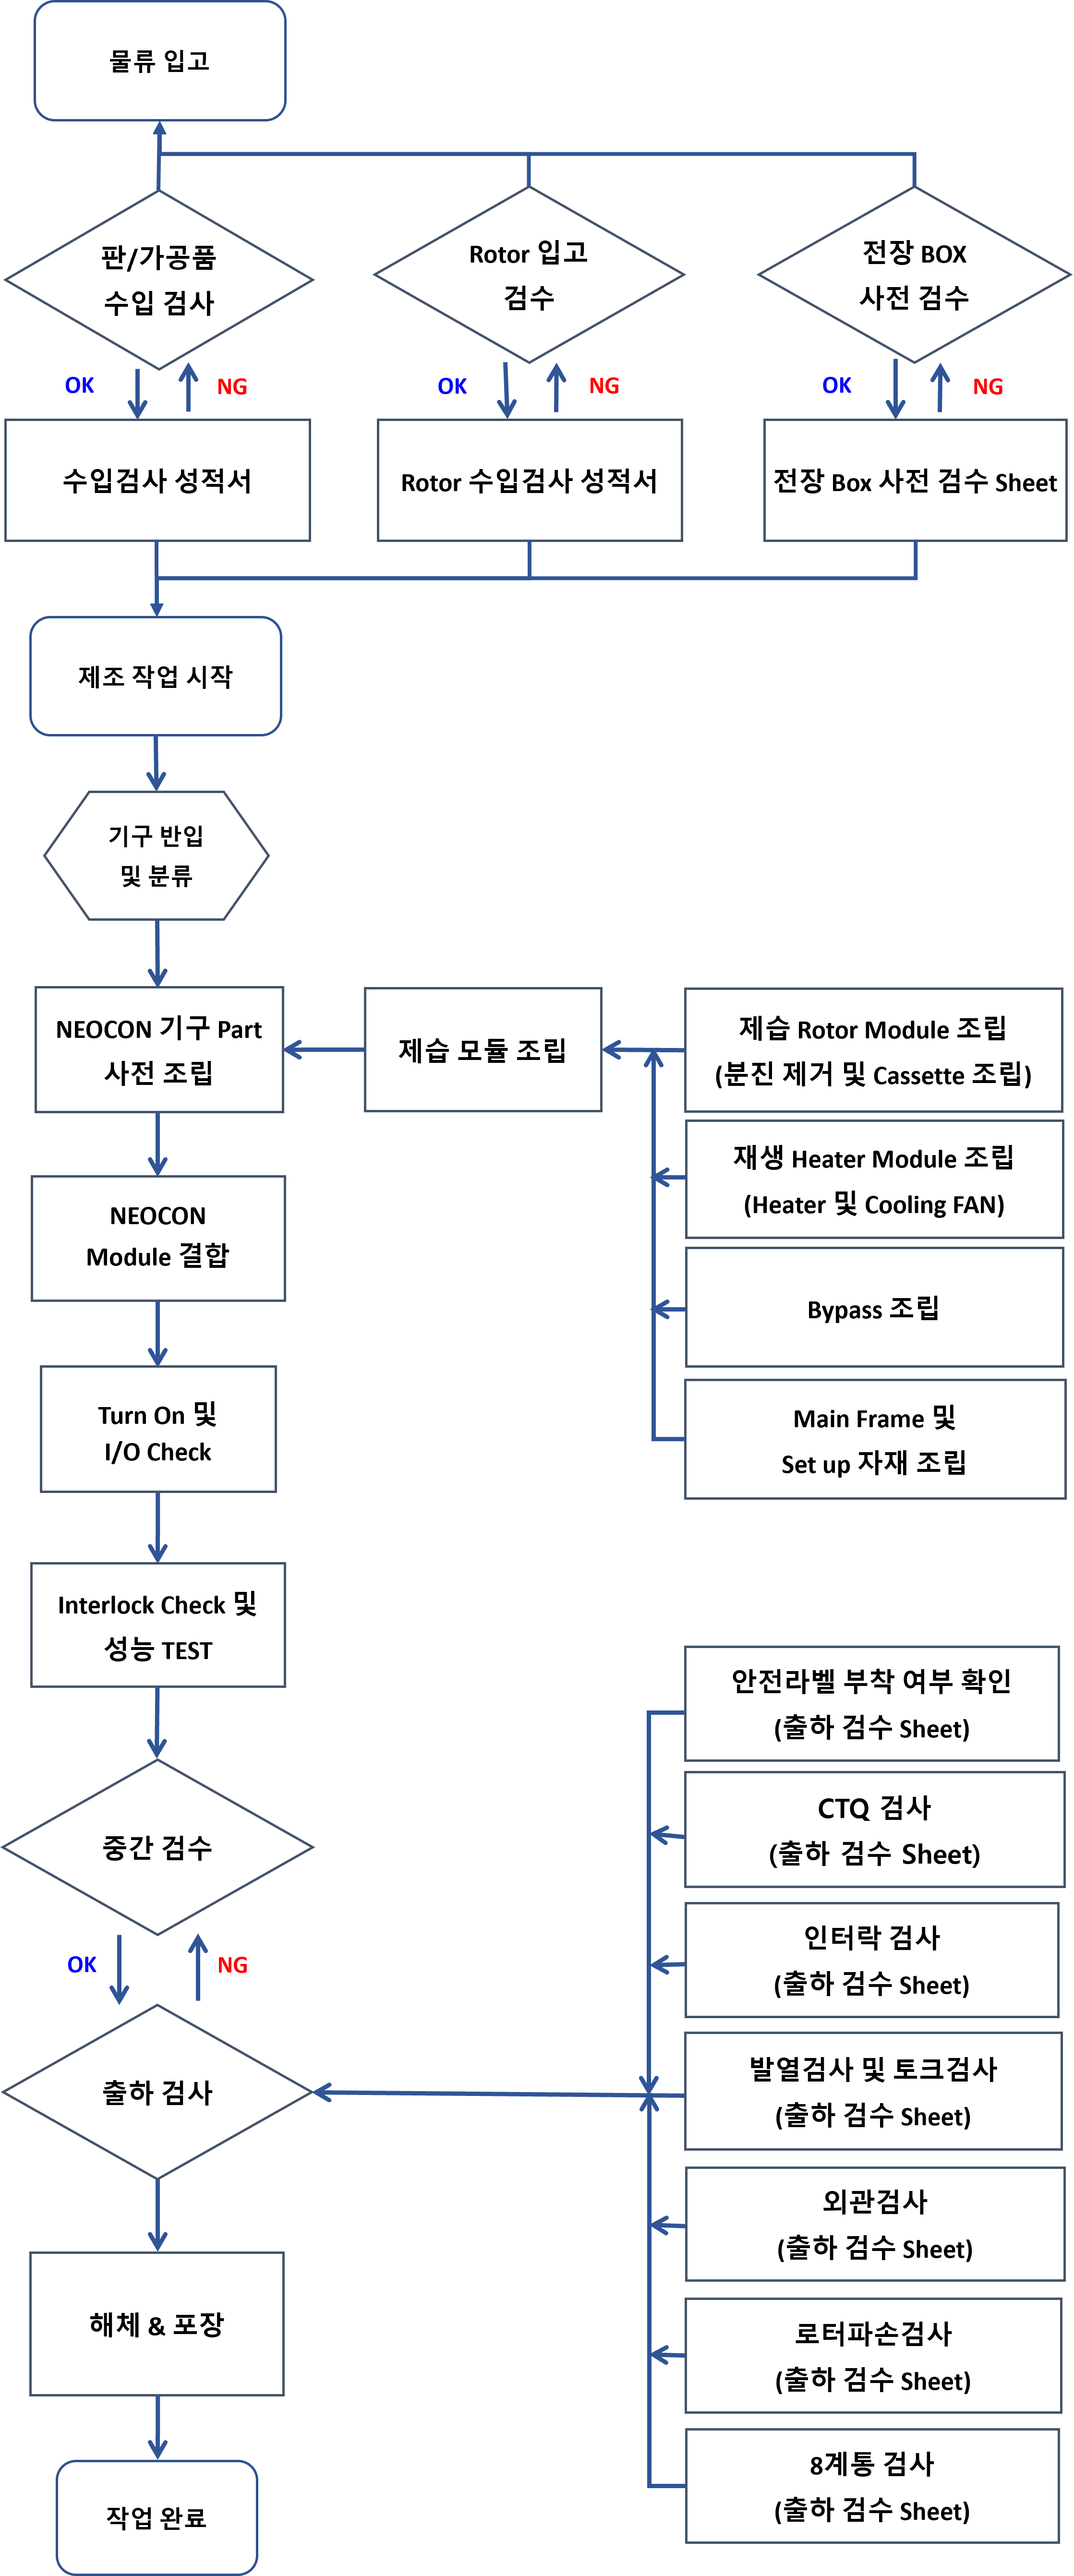 물류 입고
판/가공품
수입 검사
Rotor 입고
검수
전장 BOX
사전 검수
OK
NG
OK
NG
OK
NG
수입검사 성적서
Rotor 수입검사 성적서
전장 Box 사전 검수 Sheet
제조 작업 시작
기구 반입
및 분류
NEOCON 기구 Part
사전 조립
제습 모듈 조립
제습 Rotor Module 조립
(분진 제거 및 Cassette 조립)
재생 Heater Module 조립
(Heater 및 Cooling FAN)
Bypass 조립
Main Frame 및
Set up 자재 조립
NEOCON
Module 결합
Turn On 및
I/O Check
Interlock Check 및
성능 TEST
중간 검수
OK
NG
출하 검사
안전라벨 부착 여부 확인
(출하 검수 Sheet)
CTQ 검사
(출하 검수 Sheet)
인터락 검사
(출하 검수 Sheet)
발열검사 및 토크검사
(출하 검수 Sheet)
외관검사
(출하 검수 Sheet)
로터파손검사
(출하 검수 Sheet)
8계통 검사
(출하 검수 Sheet)
해체 & 포장
작업 완료